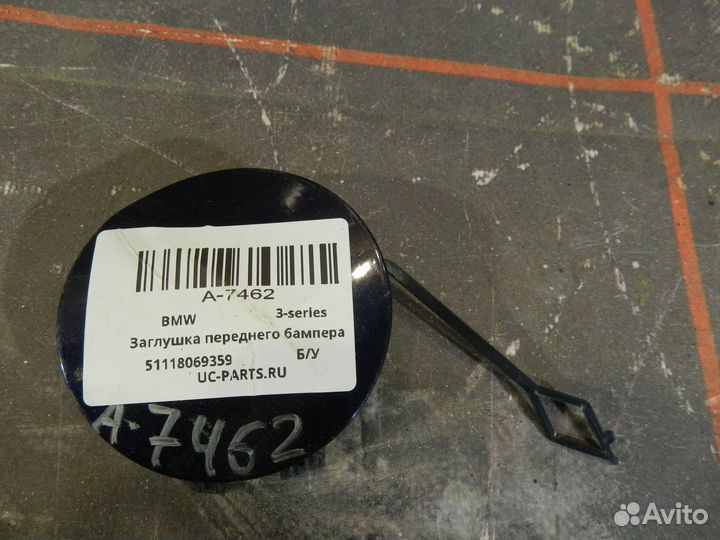 A-7462
BMW 3-series
Заглушка переднего бампера
51118069359 Б/У
UC-PARTS.RU
A-7462
Avito